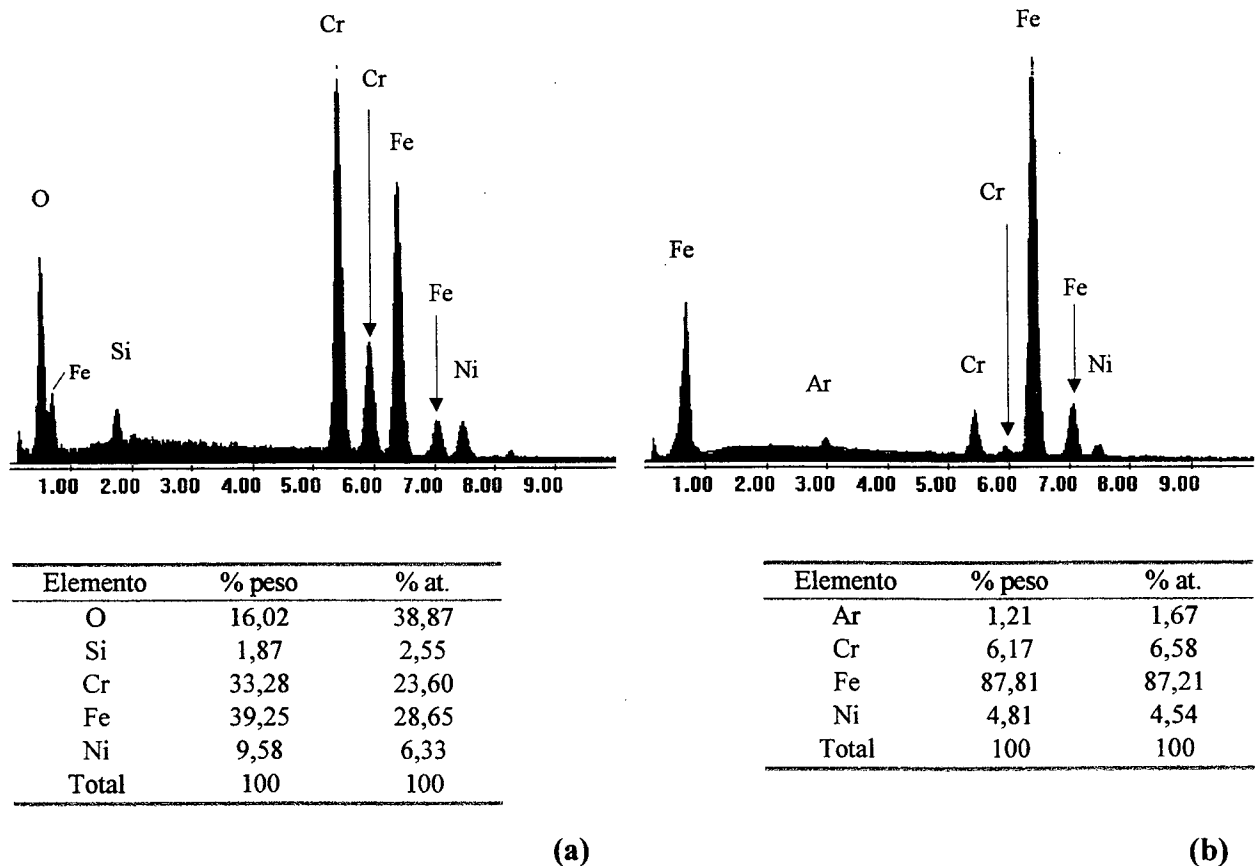 Cr
Cr
Fe
O
Fe
Si
Fe
Ni
1.00 2.00 3.00 4.00 5.00 6.00 7.00 8.00 9.00
Elemento % peso % at.
O 16,02 38,87
Si 1,87 2,55
Cr 33,28 23,60
Fe 39,25 28,65
Ni 9,58 6,33
Total 100 100
(a)
Fe
Cr
Fe
Fe
Ar
Cr
Ni
1.00 2.00 3.00 4.00 5.00 6.00 7.00 8.00 9.00
Elemento % peso % at.
Ar 1,21 1,67
Cr 6,17 6,58
Fe 87,81 87,21
Ni 4,81 4,54
Total 100 100
(b)